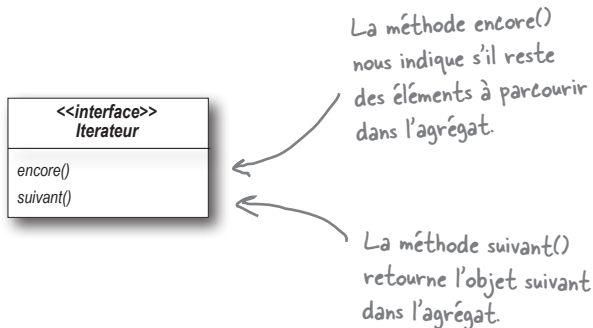 La méthode encore()
nous indique s'il reste
des éléments à parcourir
dans l'agrégat.
<<interface>>
Iterateur
encore()
suivant()
La méthode suivant()
retourne l'objet suivant
dans l'agrégat.